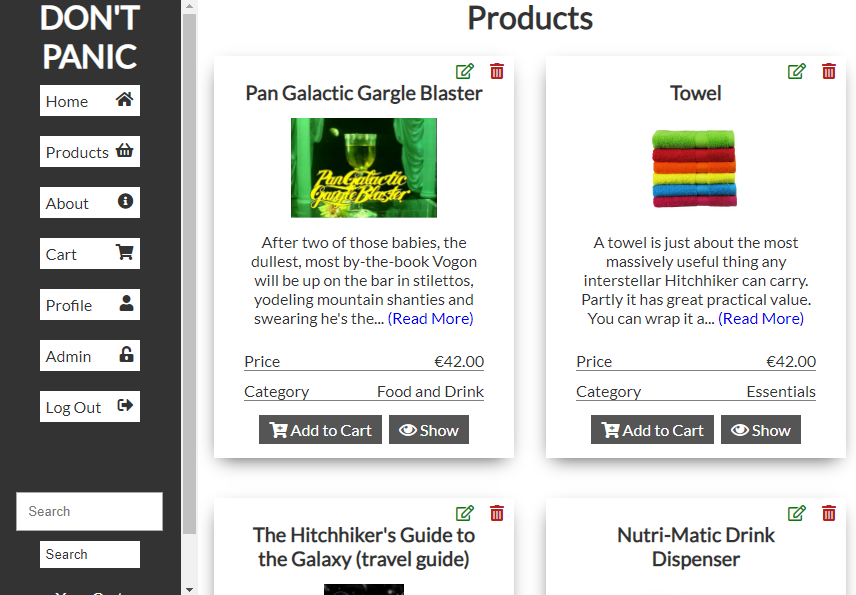 DON'T
PANIC
Home
Products
About
Cart
Profile
Admin
Log Out
Search
Search
Products
Pan Galactic Gargle Blaster
Pan Galactic
Gargle Blaster
After two of those babies, the
dullest, most by-the-book Vogon
will be up on the bar in stilettos,
yodeling mountain shanties and
swearing he's the... (Read More)
Price €42.00
Category Food and Drink
Add to Cart Show
Towel
A towel is just about the most
massively useful thing any
interstellar Hitchhiker can carry.
Partly it has great practical value.
You can wrap it a... (Read More)
Price €42.00
Category Essentials
Add to Cart Show
The Hitchhiker's Guide to
the Galaxy (travel guide)
Nutri-Matic Drink
Dispenser